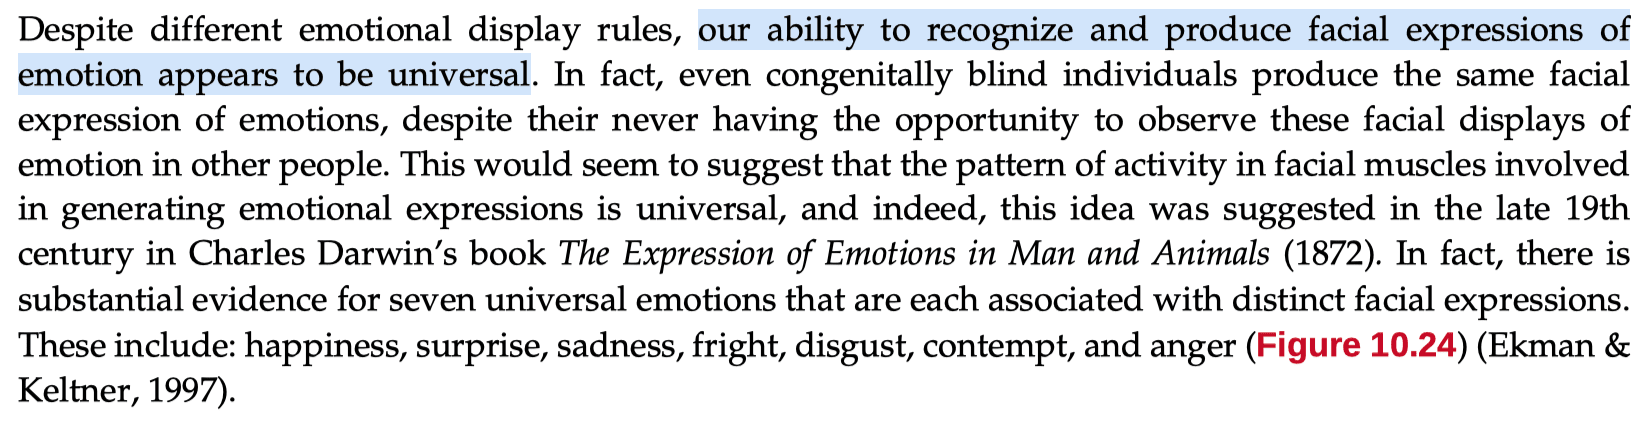 Despite different emotional display rules, our ability to recognize and produce facial expressions of
emotion appears to be universal. In fact, even congenitally blind individuals produce the same facial
expression of emotions, despite their never having the opportunity to observe these facial displays of
emotion in other people. This would seem to suggest that the pattern of activity in facial muscles involved
in generating emotional expressions is universal, and indeed, this idea was suggested in the late 19th
century in Charles Darwin’s book The Expression of Emotions in Man and Animals (1872). In fact, there is
substantial evidence for seven universal emotions that are each associated with distinct facial expressions.
These include: happiness, surprise, sadness, fright, disgust, contempt, and anger (Figure 10.24) (Ekman &
Keltner, 1997).